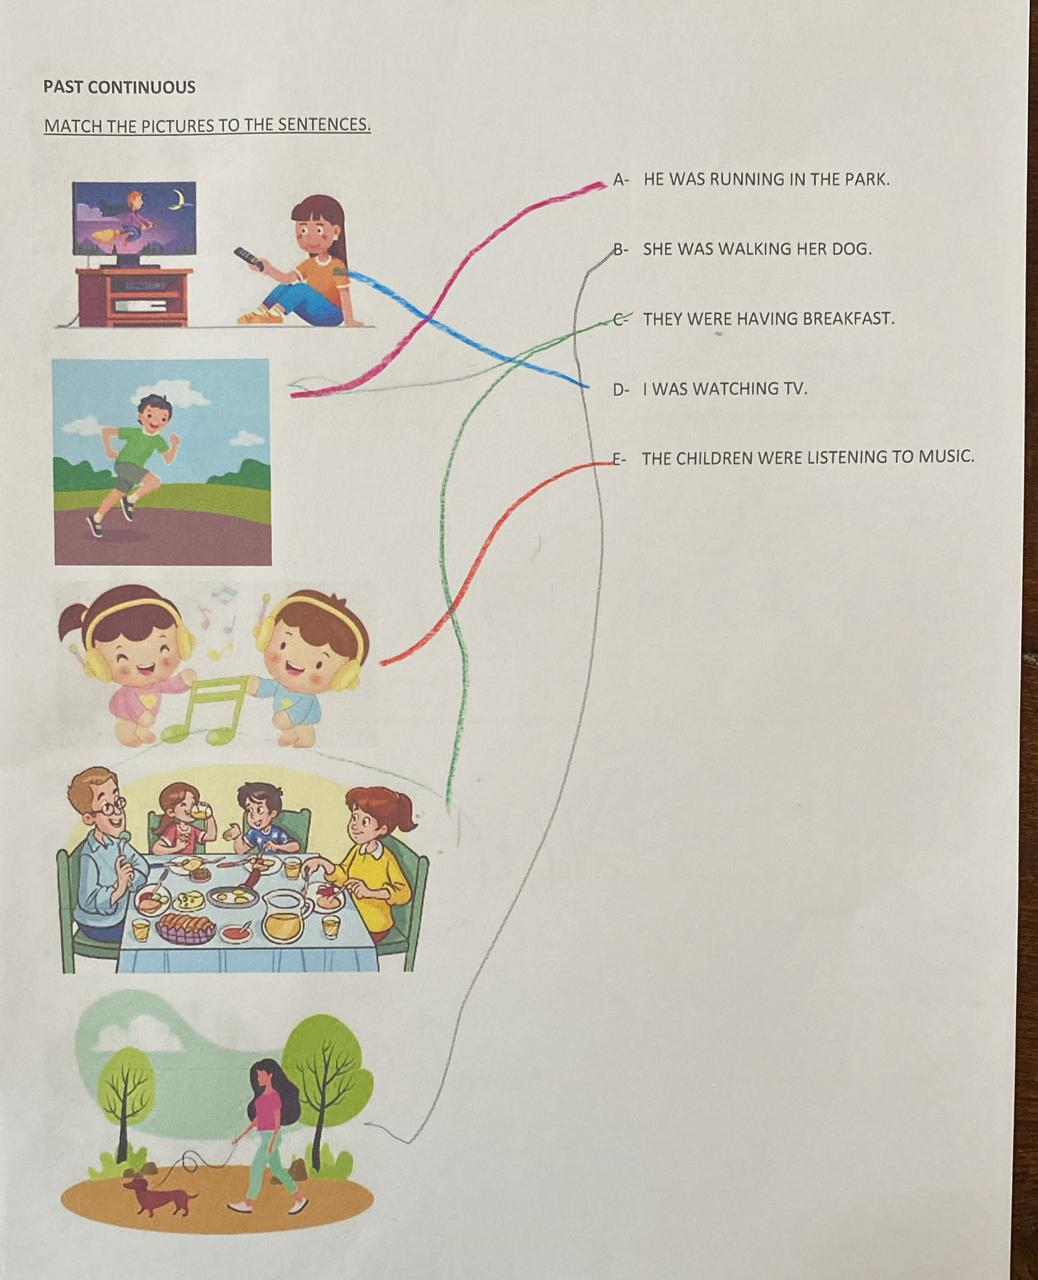 PAST CONTINUOUS
MATCH THE PICTURES TO THE SENTENCES.
A- HE WAS RUNNING IN THE PARK.
B- SHE WAS WALKING HER DOG.
C- THEY WERE HAVING BREAKFAST.
D- I WAS WATCHING TV.
E- THE CHILDREN WERE LISTENING TO MUSIC.